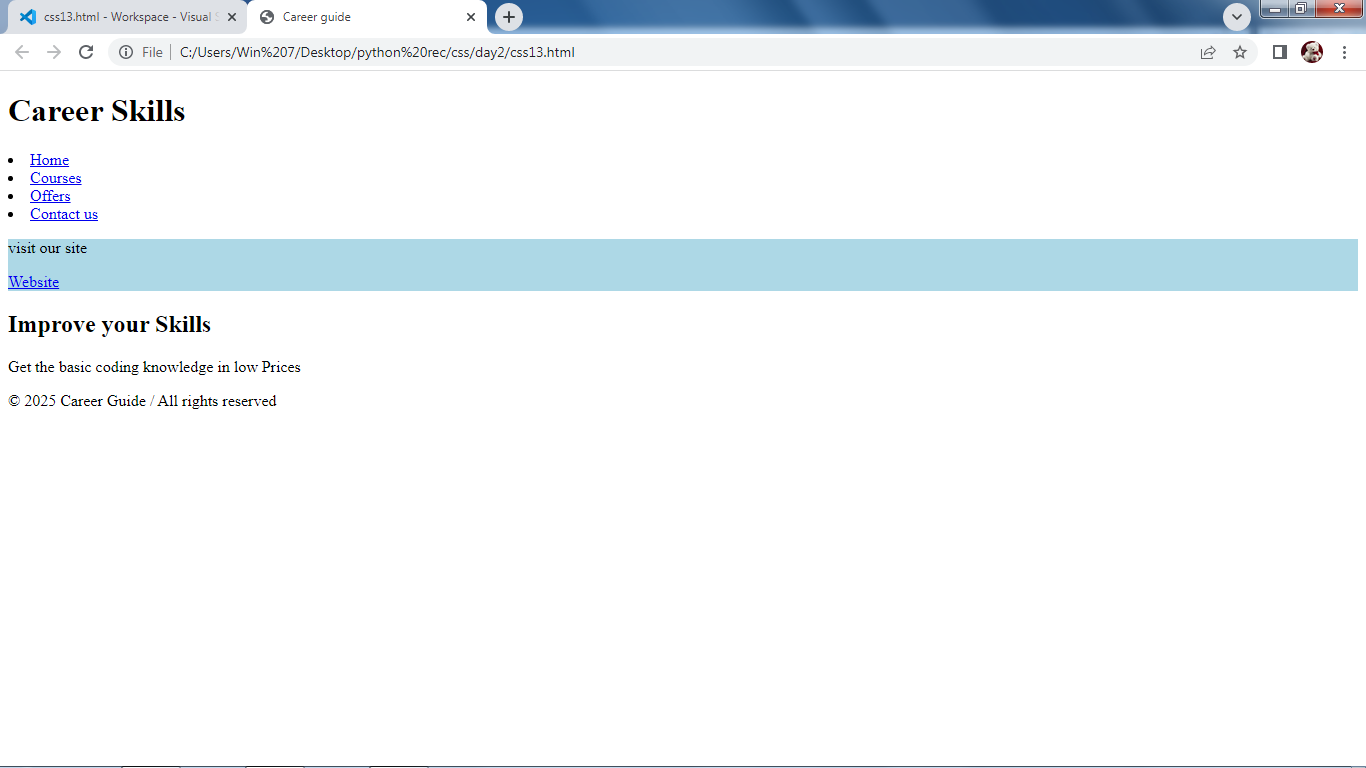 css13.html - Workspace - Visual S
Career guide
File
C:/Users/Win%207/Desktop/python%20rec/css/day2/css13.html
Career Skills
Home
Courses
Offers
Contact us
visit our site
Website
Improve your Skills
Get the basic coding knowledge in low Prices
© 2025 Career Guide / All rights reserved